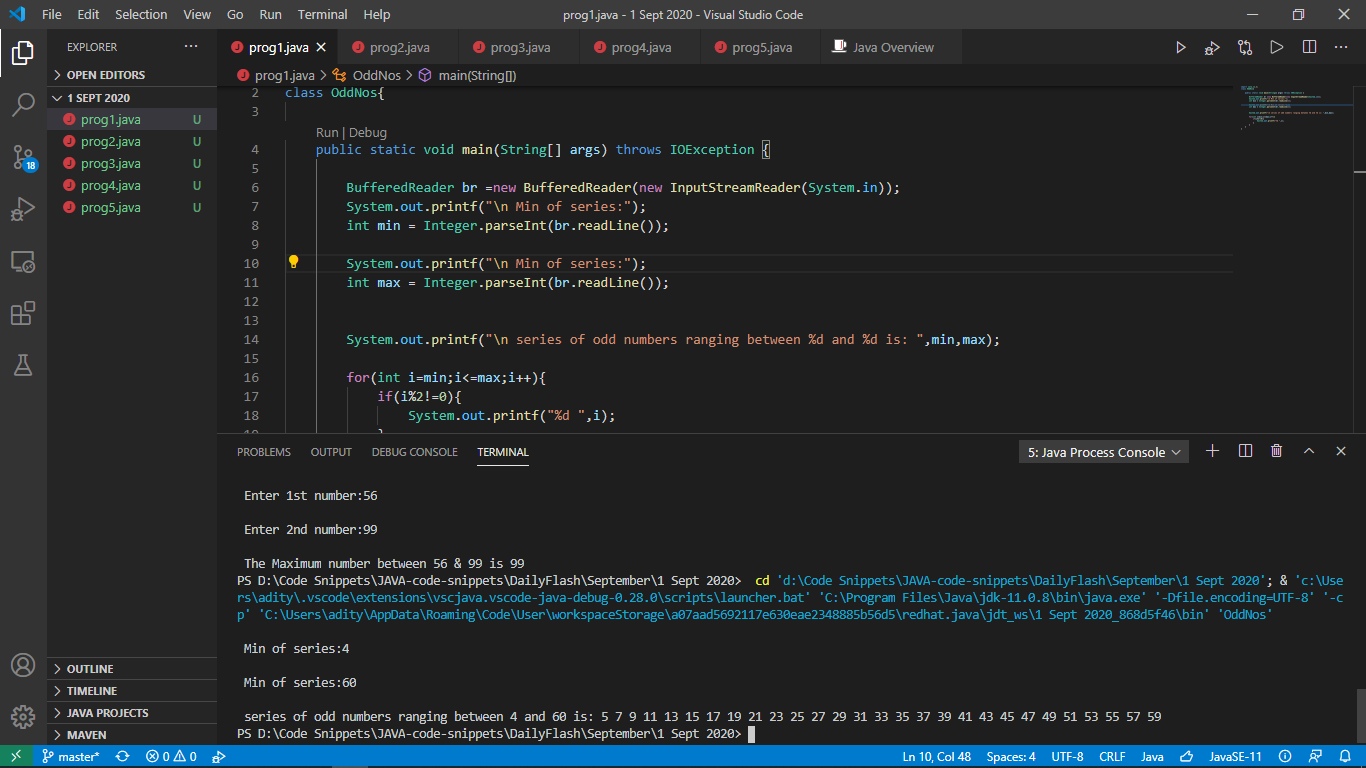 File Edit Selection View Go Run Terminal Help prog1.java - 1 Sept 2020 - Visual Studio Code
EXPLORER ···
OPEN EDITORS
1 SEPT 2020
prog1.java U
prog2.java U
prog3.java U
prog4.java U
prog5.java U
18
OUTLINE
TIMELINE
JAVA PROJECTS
MAVEN
prog1.java prog2.java prog3.java prog4.java prog5.java Java Overview ···
prog1.java > OddNos > main(String[])
2 class OddNos{
3
Run | Debug
4 public static void main(String[] args) throws IOException {
5
6 BufferedReader br =new BufferedReader(new InputStreamReader(System.in));
7 System.out.printf("\n Min of series:");
8 int min = Integer.parseInt(br.readLine());
9
10 System.out.printf("\n Min of series:");
11 int max = Integer.parseInt(br.readLine());
12
13
14 System.out.printf("\n series of odd numbers ranging between %d and %d is: ",min,max);
15
16 for(int i=min;i<=max;i++){
17 if(i%2!=0){
18 System.out.printf("%d ",i);
PROBLEMS OUTPUT DEBUG CONSOLE TERMINAL 5: Java Process Console
Enter 1st number:56
Enter 2nd number:99
The Maximum number between 56 & 99 is 99
PS D:\Code Snippets\JAVA-code-snippets\DailyFlash\September\1 Sept 2020> cd 'd:\Code Snippets\JAVA-code-snippets\DailyFlash\September\1 Sept 2020'; & 'c:\Us
ers\adity\.vscode\extensions\vscjava.vscode-java-debug-0.28.0\scripts\launcher.bat' 'C:\Program Files\Java\jdk-11.0.8\bin\java.exe' '-Dfile.encoding=UTF-8' '-c
p' 'C:\Users\adity\AppData\Roaming\Code\User\workspaceStorage\a07aad5692117e630eae2348885b56d5\redhat.java\jdt_ws\1 Sept 2020_868d5f46\bin' 'OddNos'
Min of series:4
Min of series:60
series of odd numbers ranging between 4 and 60 is: 5 7 9 11 13 15 17 19 21 23 25 27 29 31 33 35 37 39 41 43 45 47 49 51 53 55 57 59
PS D:\Code Snippets\JAVA-code-snippets\DailyFlash\September\1 Sept 2020>
master* 0 0 Ln 10, Col 48 Spaces: 4 UTF-8 CRLF Java JavaSE-11